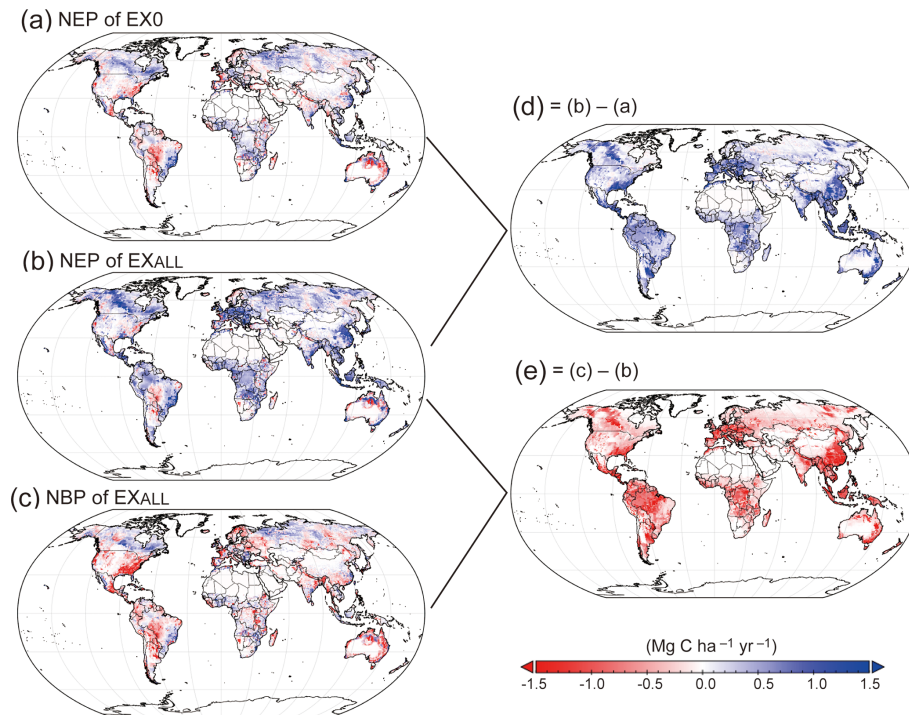 (a) NEP of EX0
(b) NEP of EXALL
(c) NBP of EXALL
(d) = (b) – (a)
(e) = (c) – (b)
(Mg C ha⁻¹ yr⁻¹)
-1.5 -1.0 -0.5 0.0 0.5 1.0 1.5